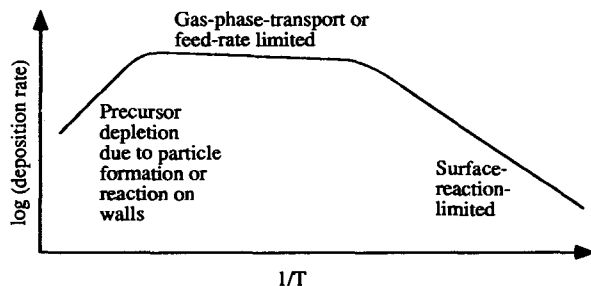 Gas-phase-transport or
feed-rate limited
log (deposition rate)
Precursor
depletion
due to particle
formation or
reaction on
walls
Surface-
reaction-
limited
1/T